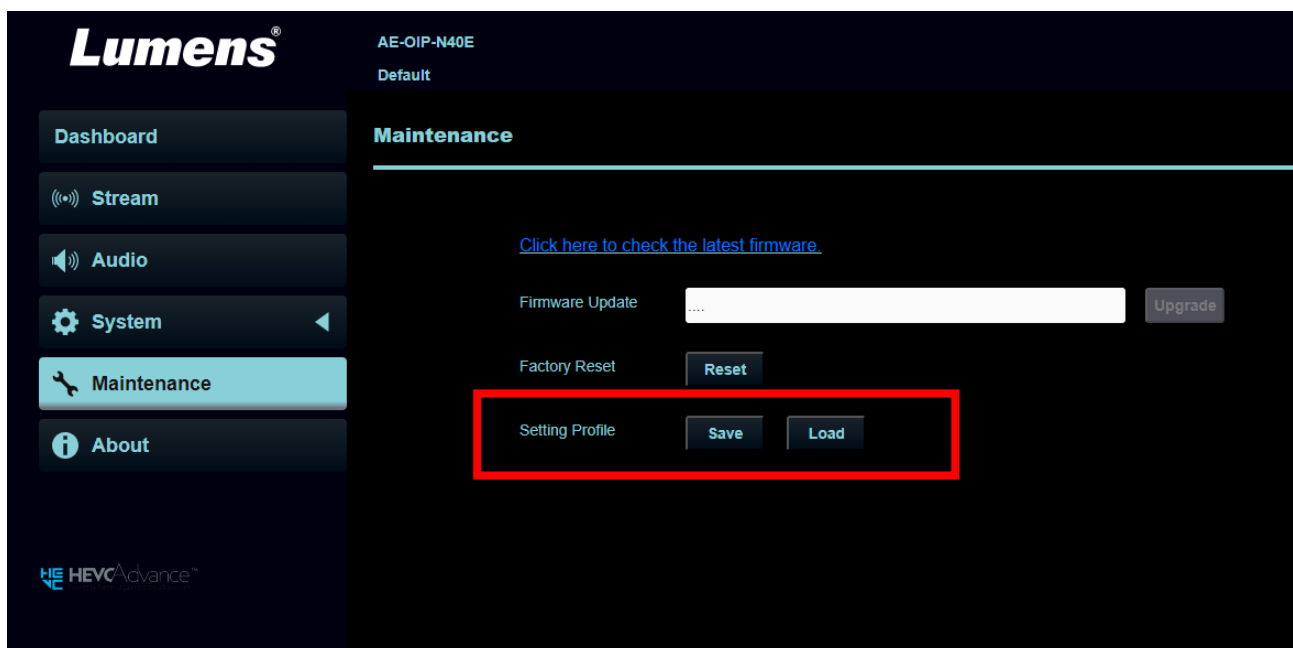 Lumens®
AE-OIP-N40E
Default
Dashboard
Maintenance
Stream
Click here to check the latest firmware.
Audio
Firmware Update .... Upgrade
System
Factory Reset Reset
Maintenance
Setting Profile Save Load
About
HEVCAdvance™